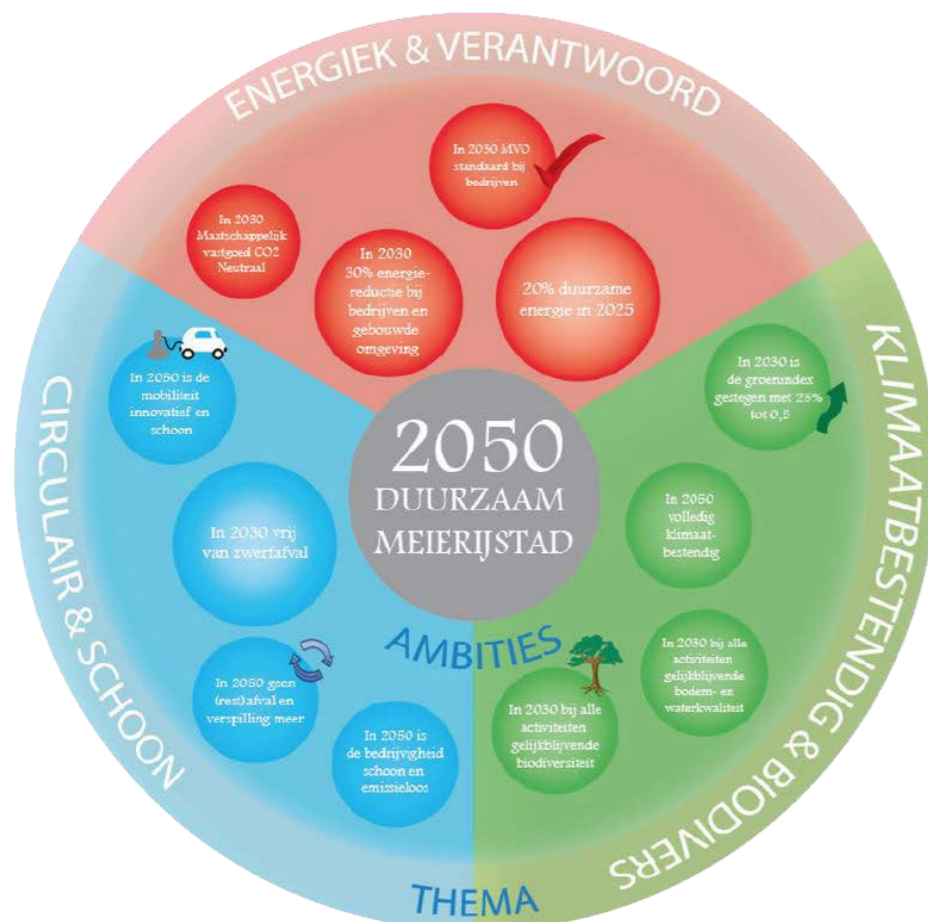 ENERGIEK & VERANTWOORD
In 2030 MVO
standaard bij
bedrijven
In 2030
Maatschappelijk
vastgoed CO2
Neutraal
In 2030
30% energie-
reductie bij
bedrijven en
gebouwde
omgeving
20% duurzame
energie in 2025
KLIMAATBESTENDIG & BIODIVERS
In 2030 is
de groenindex
gestegen met 25%
tot 0,5
In 2050
volledig
klimaat-
bestendig
In 2030 bij alle
activiteiten
gelijkblijvende
bodem- en
waterkwaliteit
In 2030 bij alle
activiteiten
gelijkblijvende
biodiversiteit
CIRCULAIR & SCHOON
In 2050 is de
mobiliteit
innovatief en
schoon
In 2030 vrij
van zwerfafval
In 2050 geen
(rest)afval en
verspilling meer
In 2050 is
de bedrijvigheid
schoon en
emissieloos
2050
DUURZAAM
MEIERIJSTAD
AMBITIES
THEMA